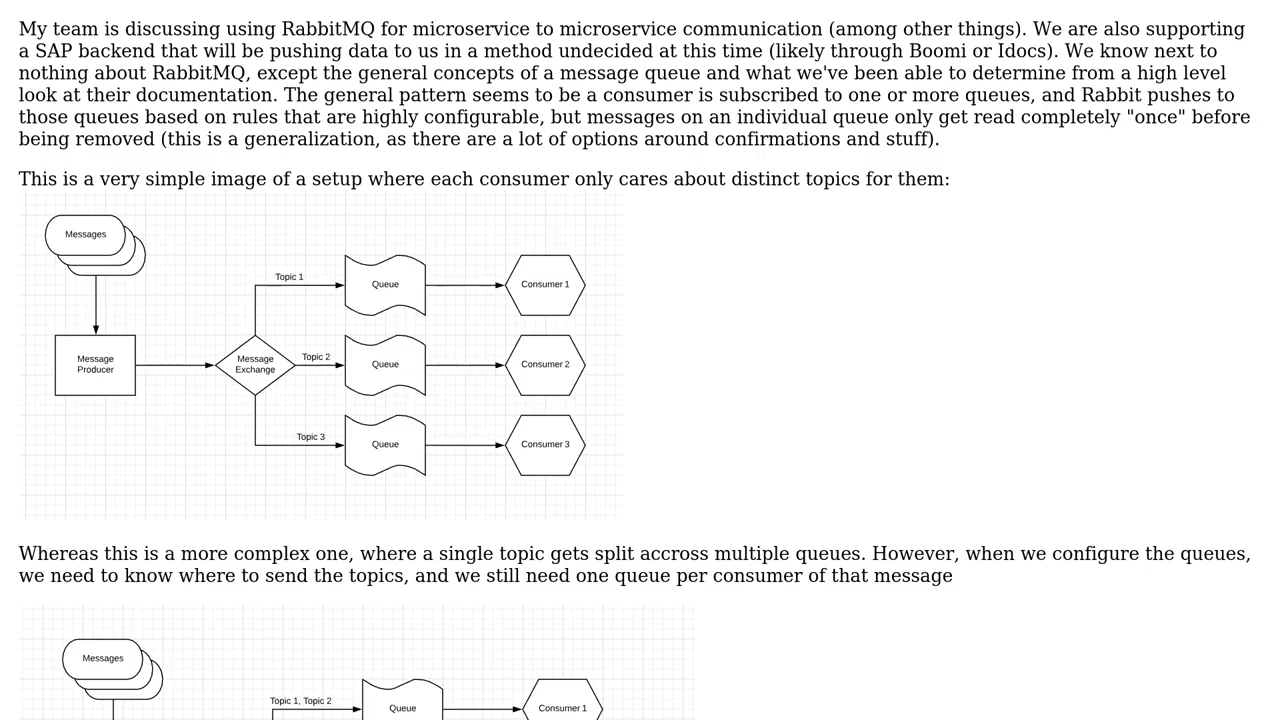 My team is discussing using RabbitMQ for microservice to microservice communication (among other things). We are also supporting
a SAP backend that will be pushing data to us in a method undecided at this time (likely through Boomi or Idocs). We know next to
nothing about RabbitMQ, except the general concepts of a message queue and what we've been able to determine from a high level
look at their documentation. The general pattern seems to be a consumer is subscribed to one or more queues, and Rabbit pushes to
those queues based on rules that are highly configurable, but messages on an individual queue only get read completely "once" before
being removed (this is a generalization, as there are a lot of options around confirmations and stuff).
This is a very simple image of a setup where each consumer only cares about distinct topics for them:
Messages
Topic 1
Queue
Consumer 1
Message
Producer
Message
Exchange
Topic 2
Queue
Consumer 2
Topic 3
Queue
Consumer 3
Whereas this is a more complex one, where a single topic gets split accross multiple queues. However, when we configure the queues,
we need to know where to send the topics, and we still need one queue per consumer of that message
Messages
Topic 1, Topic 2
Queue
Consumer 1